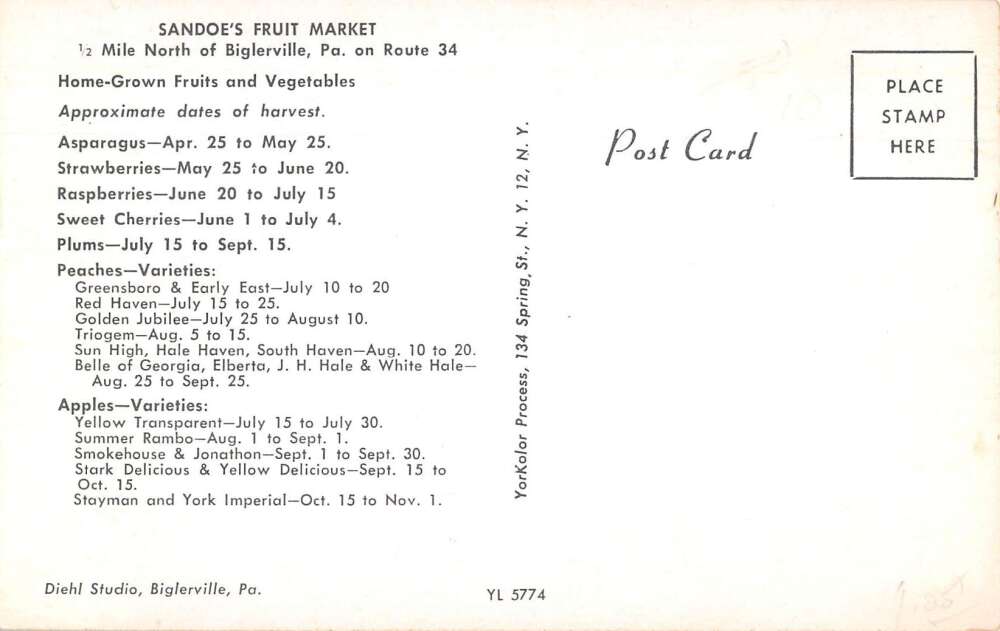 SANDOE'S FRUIT MARKET
½ Mile North of Biglerville, Pa. on Route 34
Home-Grown Fruits and Vegetables
Approximate dates of harvest.
Asparagus—Apr. 25 to May 25.
Strawberries—May 25 to June 20.
Raspberries—June 20 to July 15
Sweet Cherries—June 1 to July 4.
Plums—July 15 to Sept. 15.
Peaches—Varieties:
Greensboro & Early East—July 10 to 20
Red Haven—July 15 to 25.
Golden Jubilee—July 25 to August 10.
Triogem—Aug. 5 to 15.
Sun High, Hale Haven, South Haven—Aug. 10 to 20.
Belle of Georgia, Elberta, J. H. Hale & White Hale—
Aug. 25 to Sept. 25.
Apples—Varieties:
Yellow Transparent—July 15 to July 30.
Summer Rambo—Aug. 1 to Sept. 1.
Smokehouse & Jonathon—Sept. 1 to Sept. 30.
Stark Delicious & Yellow Delicious—Sept. 15 to
Oct. 15.
Stayman and York Imperial—Oct. 15 to Nov. 1.
Diehl Studio, Biglerville, Pa.
YorKolor Process, 134 Spring, St., N. Y. 12, N. Y.
YL 5774
Post Card
PLACE
STAMP
HERE